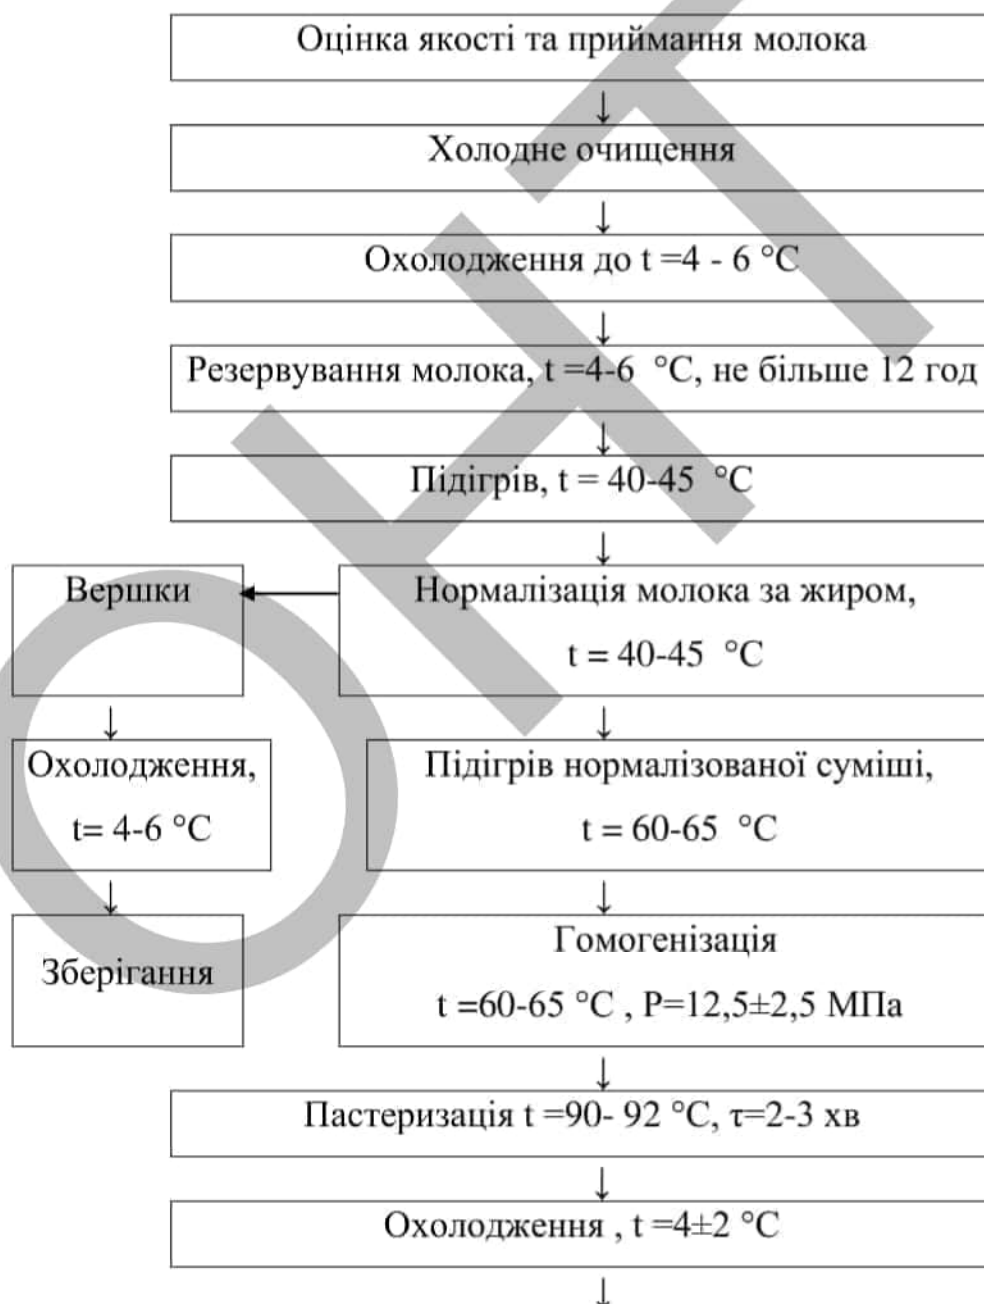 Оцінка якості та приймання молока
Холодне очищення
Охолодження до t =4 - 6 °C
Резервування молока, t =4-6 °C, не більше 12 год
Підігрів, t = 40-45 °C
Вершки
Нормалізація молока за жиром,
t = 40-45 °C
Охолодження,
t= 4-6 °C
Підігрів нормалізованої суміші,
t = 60-65 °C
Зберігання
Гомогенізація
t =60-65 °C , P=12,5±2,5 МПа
Пастеризація t =90- 92 °C, τ=2-3 хв
Охолодження , t =4±2 °C
ОНТ